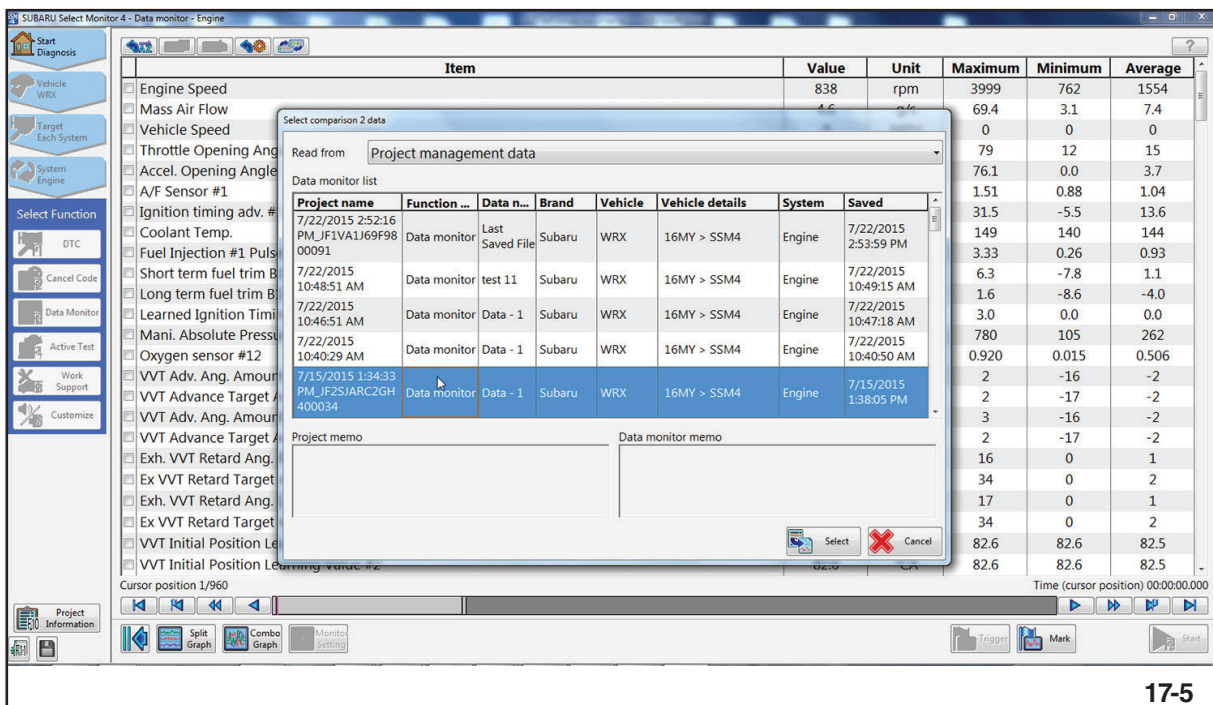 SUBARU Select Monitor 4 - Data monitor - Engine
Start
Diagnosis
Vehicle
WRX
Target
Each System
System
Engine
Select Function
DTC
Cancel Code
Data Monitor
Active Test
Work
Support
Customize
Project
Information
Item Value Unit Maximum Minimum Average
Engine Speed 838 rpm 3999 762 1554
Mass Air Flow 4.6 g/s 69.4 3.1 7.4
Vehicle Speed 0 0 0
Throttle Opening Ang 79 12 15
Accel. Opening Angle 76.1 0.0 3.7
A/F Sensor #1 1.51 0.88 1.04
Ignition timing adv. # 31.5 -5.5 13.6
Coolant Temp. 149 140 144
Fuel Injection #1 Puls 3.33 0.26 0.93
Short term fuel trim B 6.3 -7.8 1.1
Long term fuel trim B 1.6 -8.6 -4.0
Learned Ignition Timi 3.0 0.0 0.0
Mani. Absolute Pressu 780 105 262
Oxygen sensor #12 0.920 0.015 0.506
VVT Adv. Ang. Amour 2 -16 -2
VVT Advance Target A 2 -17 -2
VVT Adv. Ang. Amour 3 -16 -2
VVT Advance Target A 2 -17 -2
Exh. VVT Retard Ang. 16 0 1
Ex VVT Retard Target 34 0 2
Exh. VVT Retard Ang. 17 0 1
Ex VVT Retard Target 34 0 2
VVT Initial Position Le 82.6 82.6 82.5
VVT Initial Position Learning Value #2 82.6 °CA 82.6 82.6 82.5
Select comparison 2 data
Read from Project management data
Data monitor list
Project name Function ... Data n... Brand Vehicle Vehicle details System Saved
7/22/2015 2:52:16
PM_JF1VA1J69F98
00091
Data monitor Last
Saved File
Subaru WRX 16MY > SSM4 Engine 7/22/2015
2:53:59 PM
7/22/2015
10:48:51 AM
Data monitor test 11 Subaru WRX 16MY > SSM4 Engine 7/22/2015
10:49:15 AM
7/22/2015
10:46:51 AM
Data monitor Data - 1 Subaru WRX 16MY > SSM4 Engine 7/22/2015
10:47:18 AM
7/22/2015
10:40:29 AM
Data monitor Data - 1 Subaru WRX 16MY > SSM4 Engine 7/22/2015
10:40:50 AM
7/15/2015 1:34:33
PM_JF2SJARC2GH
400034
Data monitor Data - 1 Subaru WRX 16MY > SSM4 Engine 7/15/2015
1:38:05 PM
Project memo Data monitor memo
Select Cancel
Cursor position 1/960 Time (cursor position) 00:00:00.000
Split
Graph
Combo
Graph
Monitor
Setting
Trigger Mark Start
17-5